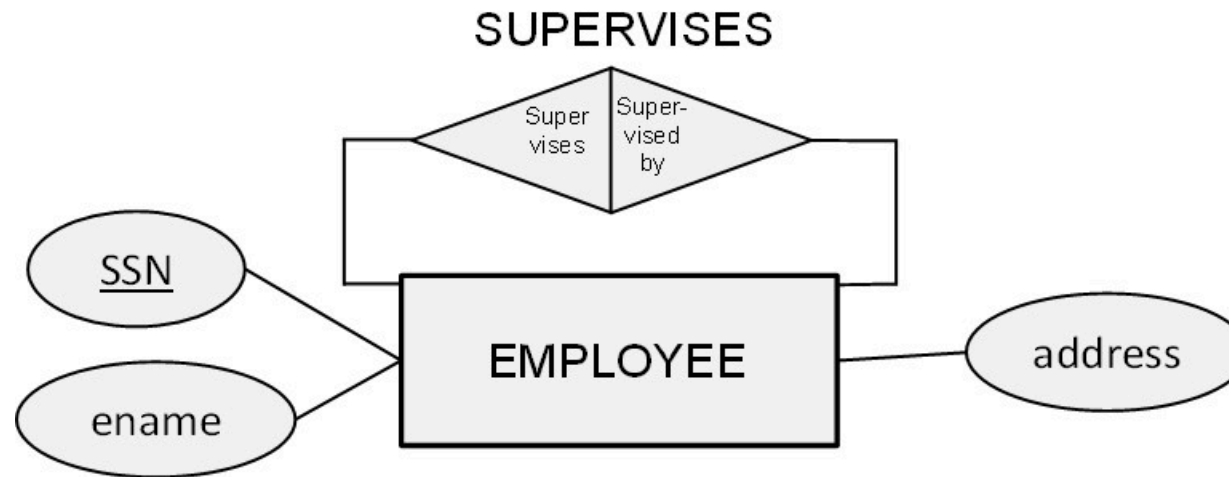 SUPERVISES
Super
vises
Super-
vised
by
SSN
EMPLOYEE
address
ename